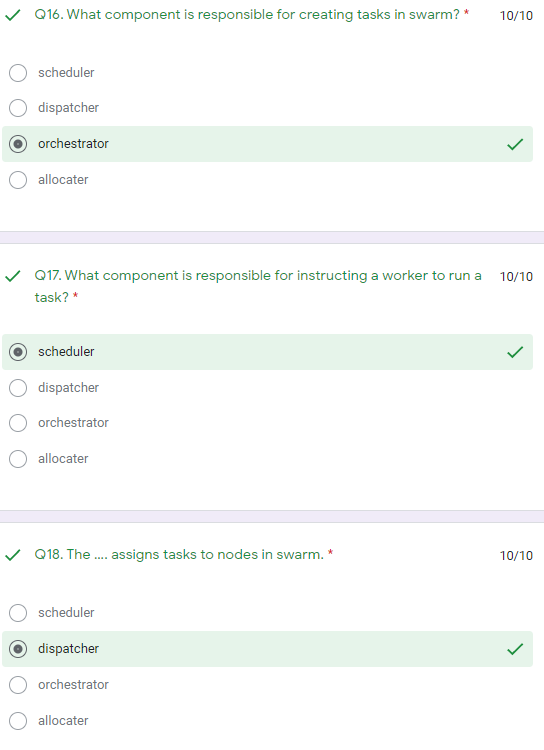 Q16. What component is responsible for creating tasks in swarm? * 10/10
scheduler
dispatcher
orchestrator
allocater
Q17. What component is responsible for instructing a worker to run a 10/10
task? *
scheduler
dispatcher
orchestrator
allocater
Q18. The .... assigns tasks to nodes in swarm. * 10/10
scheduler
dispatcher
orchestrator
allocater